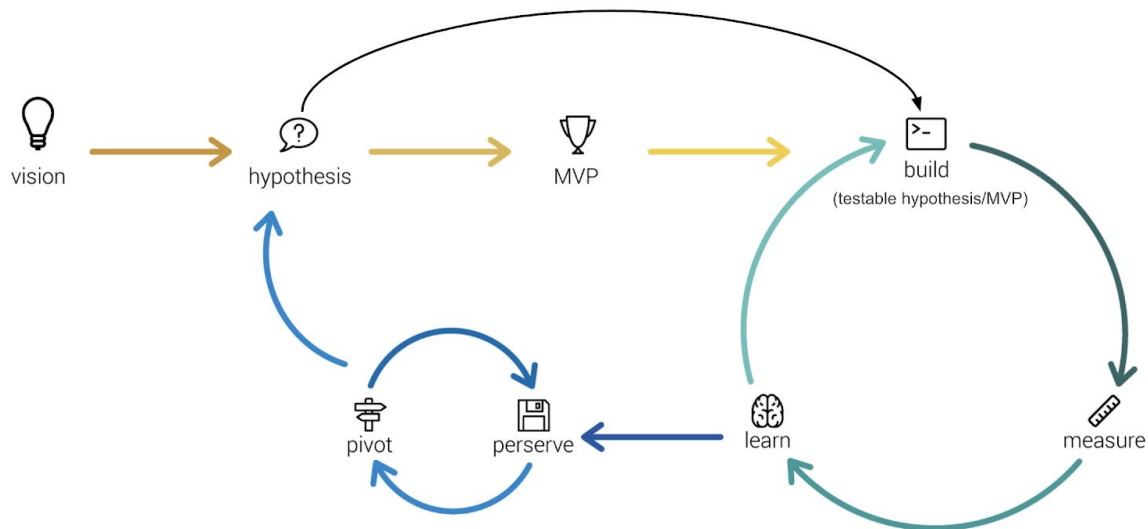 vision
hypothesis
MVP
build
(testable hypothesis/MVP)
pivot
perserve
learn
measure